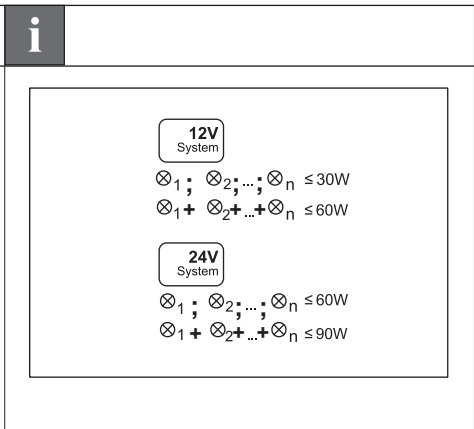 i
12V
System
⊗1; ⊗2;...; ⊗n ≤30W
⊗1+ ⊗2+...+⊗n ≤60W
24V
System
⊗1; ⊗2;...; ⊗n ≤60W
⊗1+ ⊗2+...+⊗n ≤90W